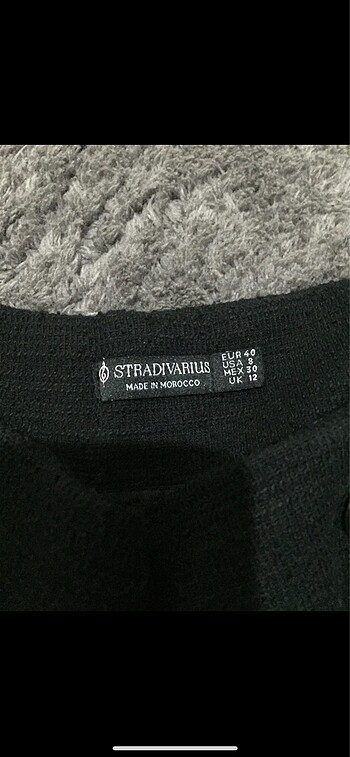 STRADIVARIUS
MADE IN MOROCCO
EUR 40
USA 8
MEX 30
UK 12